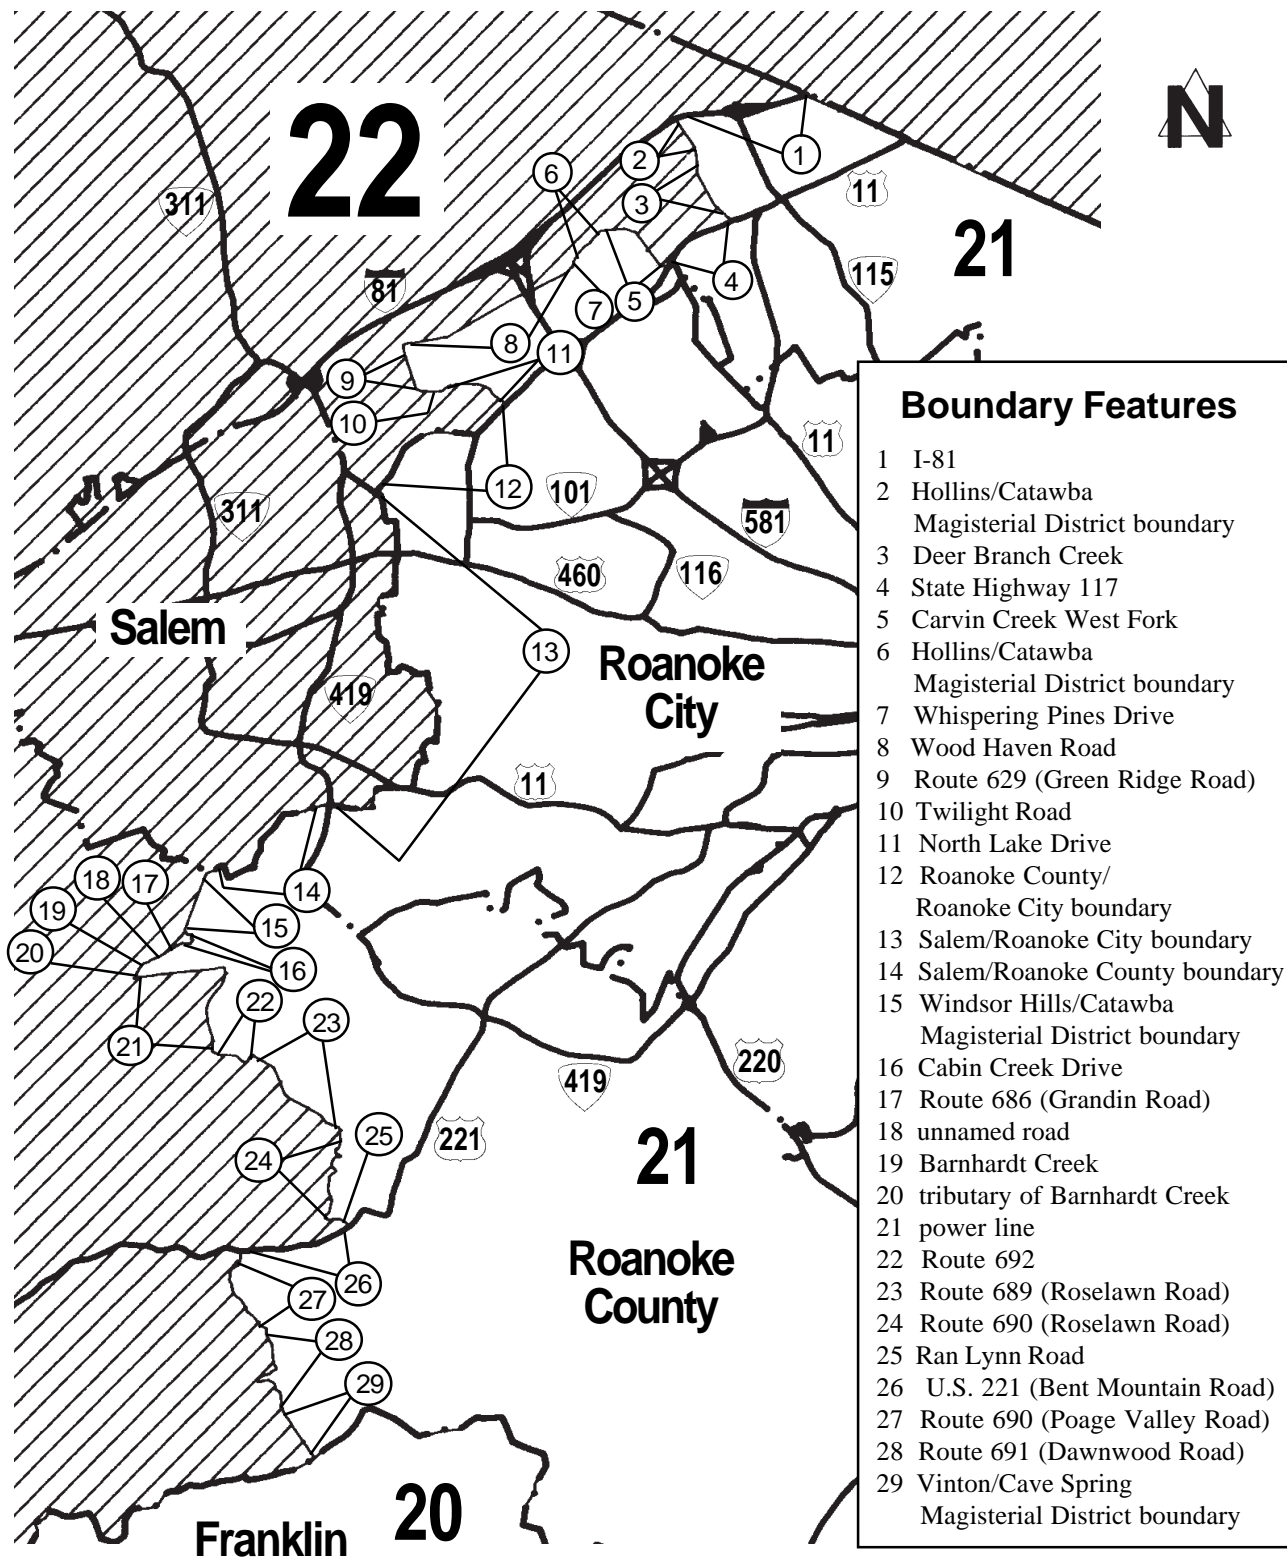 N
22
2
1
6
3
11
311
21
115
4
81
5
7
8
11
9
10
11
12
101
311
581
460
116
Salem
13
Roanoke
City
419
11
18
17
14
19
15
20
16
22
23
21
220
419
25
221
21
24
Roanoke
County
26
27
28
29
20
Franklin
Boundary Features
1 I-81
2 Hollins/Catawba
Magisterial District boundary
3 Deer Branch Creek
4 State Highway 117
5 Carvin Creek West Fork
6 Hollins/Catawba
Magisterial District boundary
7 Whispering Pines Drive
8 Wood Haven Road
9 Route 629 (Green Ridge Road)
10 Twilight Road
11 North Lake Drive
12 Roanoke County/
Roanoke City boundary
13 Salem/Roanoke City boundary
14 Salem/Roanoke County boundary
15 Windsor Hills/Catawba
Magisterial District boundary
16 Cabin Creek Drive
17 Route 686 (Grandin Road)
18 unnamed road
19 Barnhardt Creek
20 tributary of Barnhardt Creek
21 power line
22 Route 692
23 Route 689 (Roselawn Road)
24 Route 690 (Roselawn Road)
25 Ran Lynn Road
26 U.S. 221 (Bent Mountain Road)
27 Route 690 (Poage Valley Road)
28 Route 691 (Dawnwood Road)
29 Vinton/Cave Spring
Magisterial District boundary